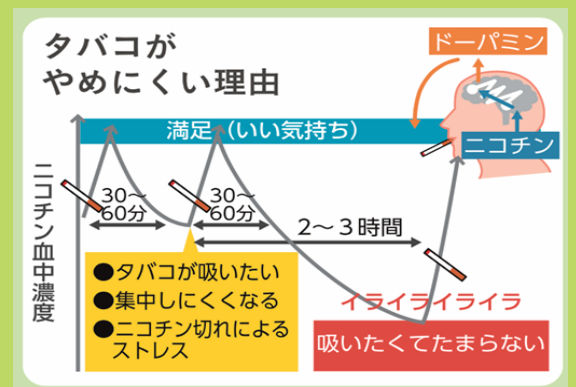 タバコが
やめにくい理由
ドーパミン
満足（いい気持ち）
ニコチン
ニコチン血中濃度
30〜
60分
30〜
60分
2〜3時間
●タバコが吸いたい
●集中しにくくなる
●ニコチン切れによる
ストレス
イライライライラ
吸いたくてたまらない